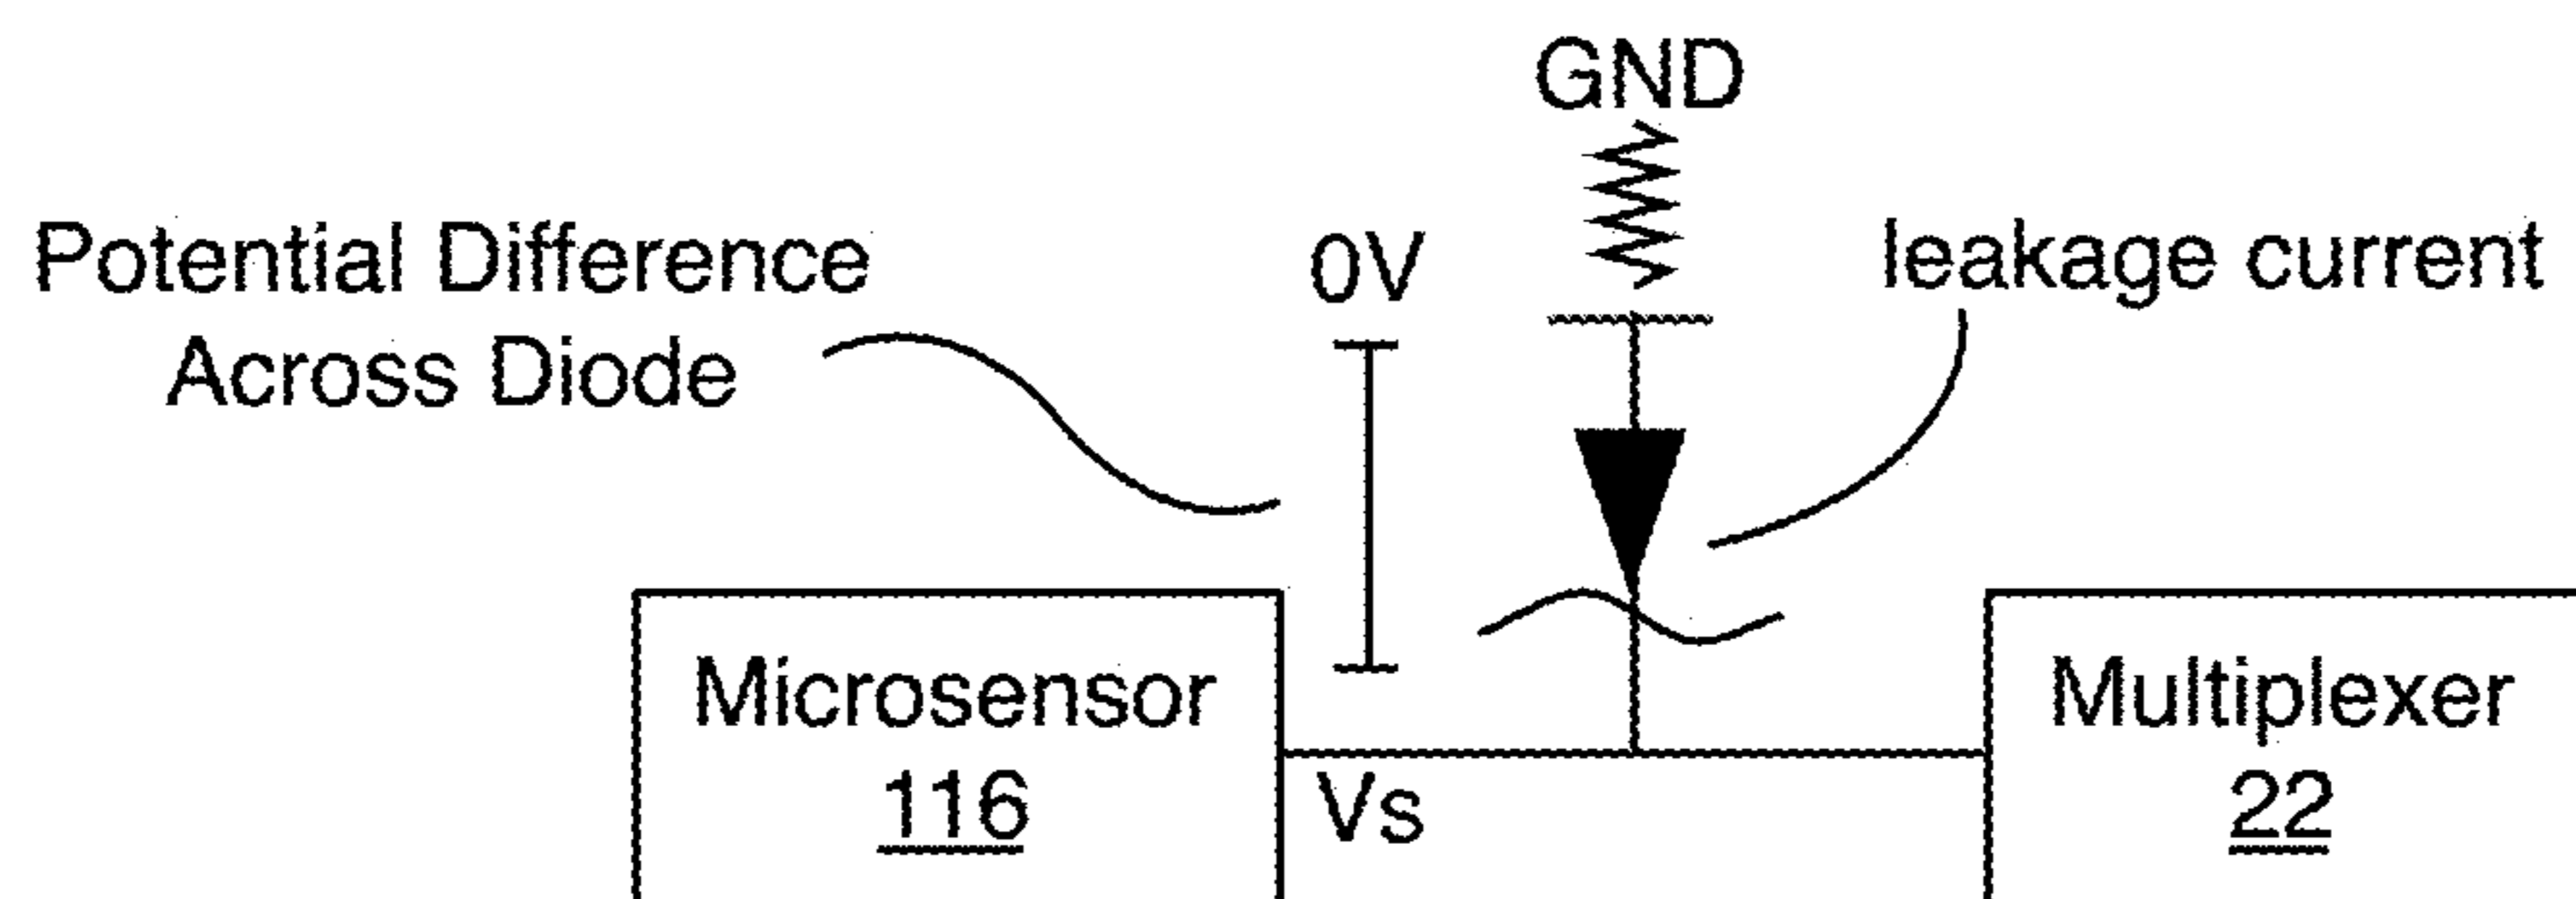 GND
Potential Difference
Across Diode
0V
leakage current
Microsensor
116
Vs
Multiplexer
22